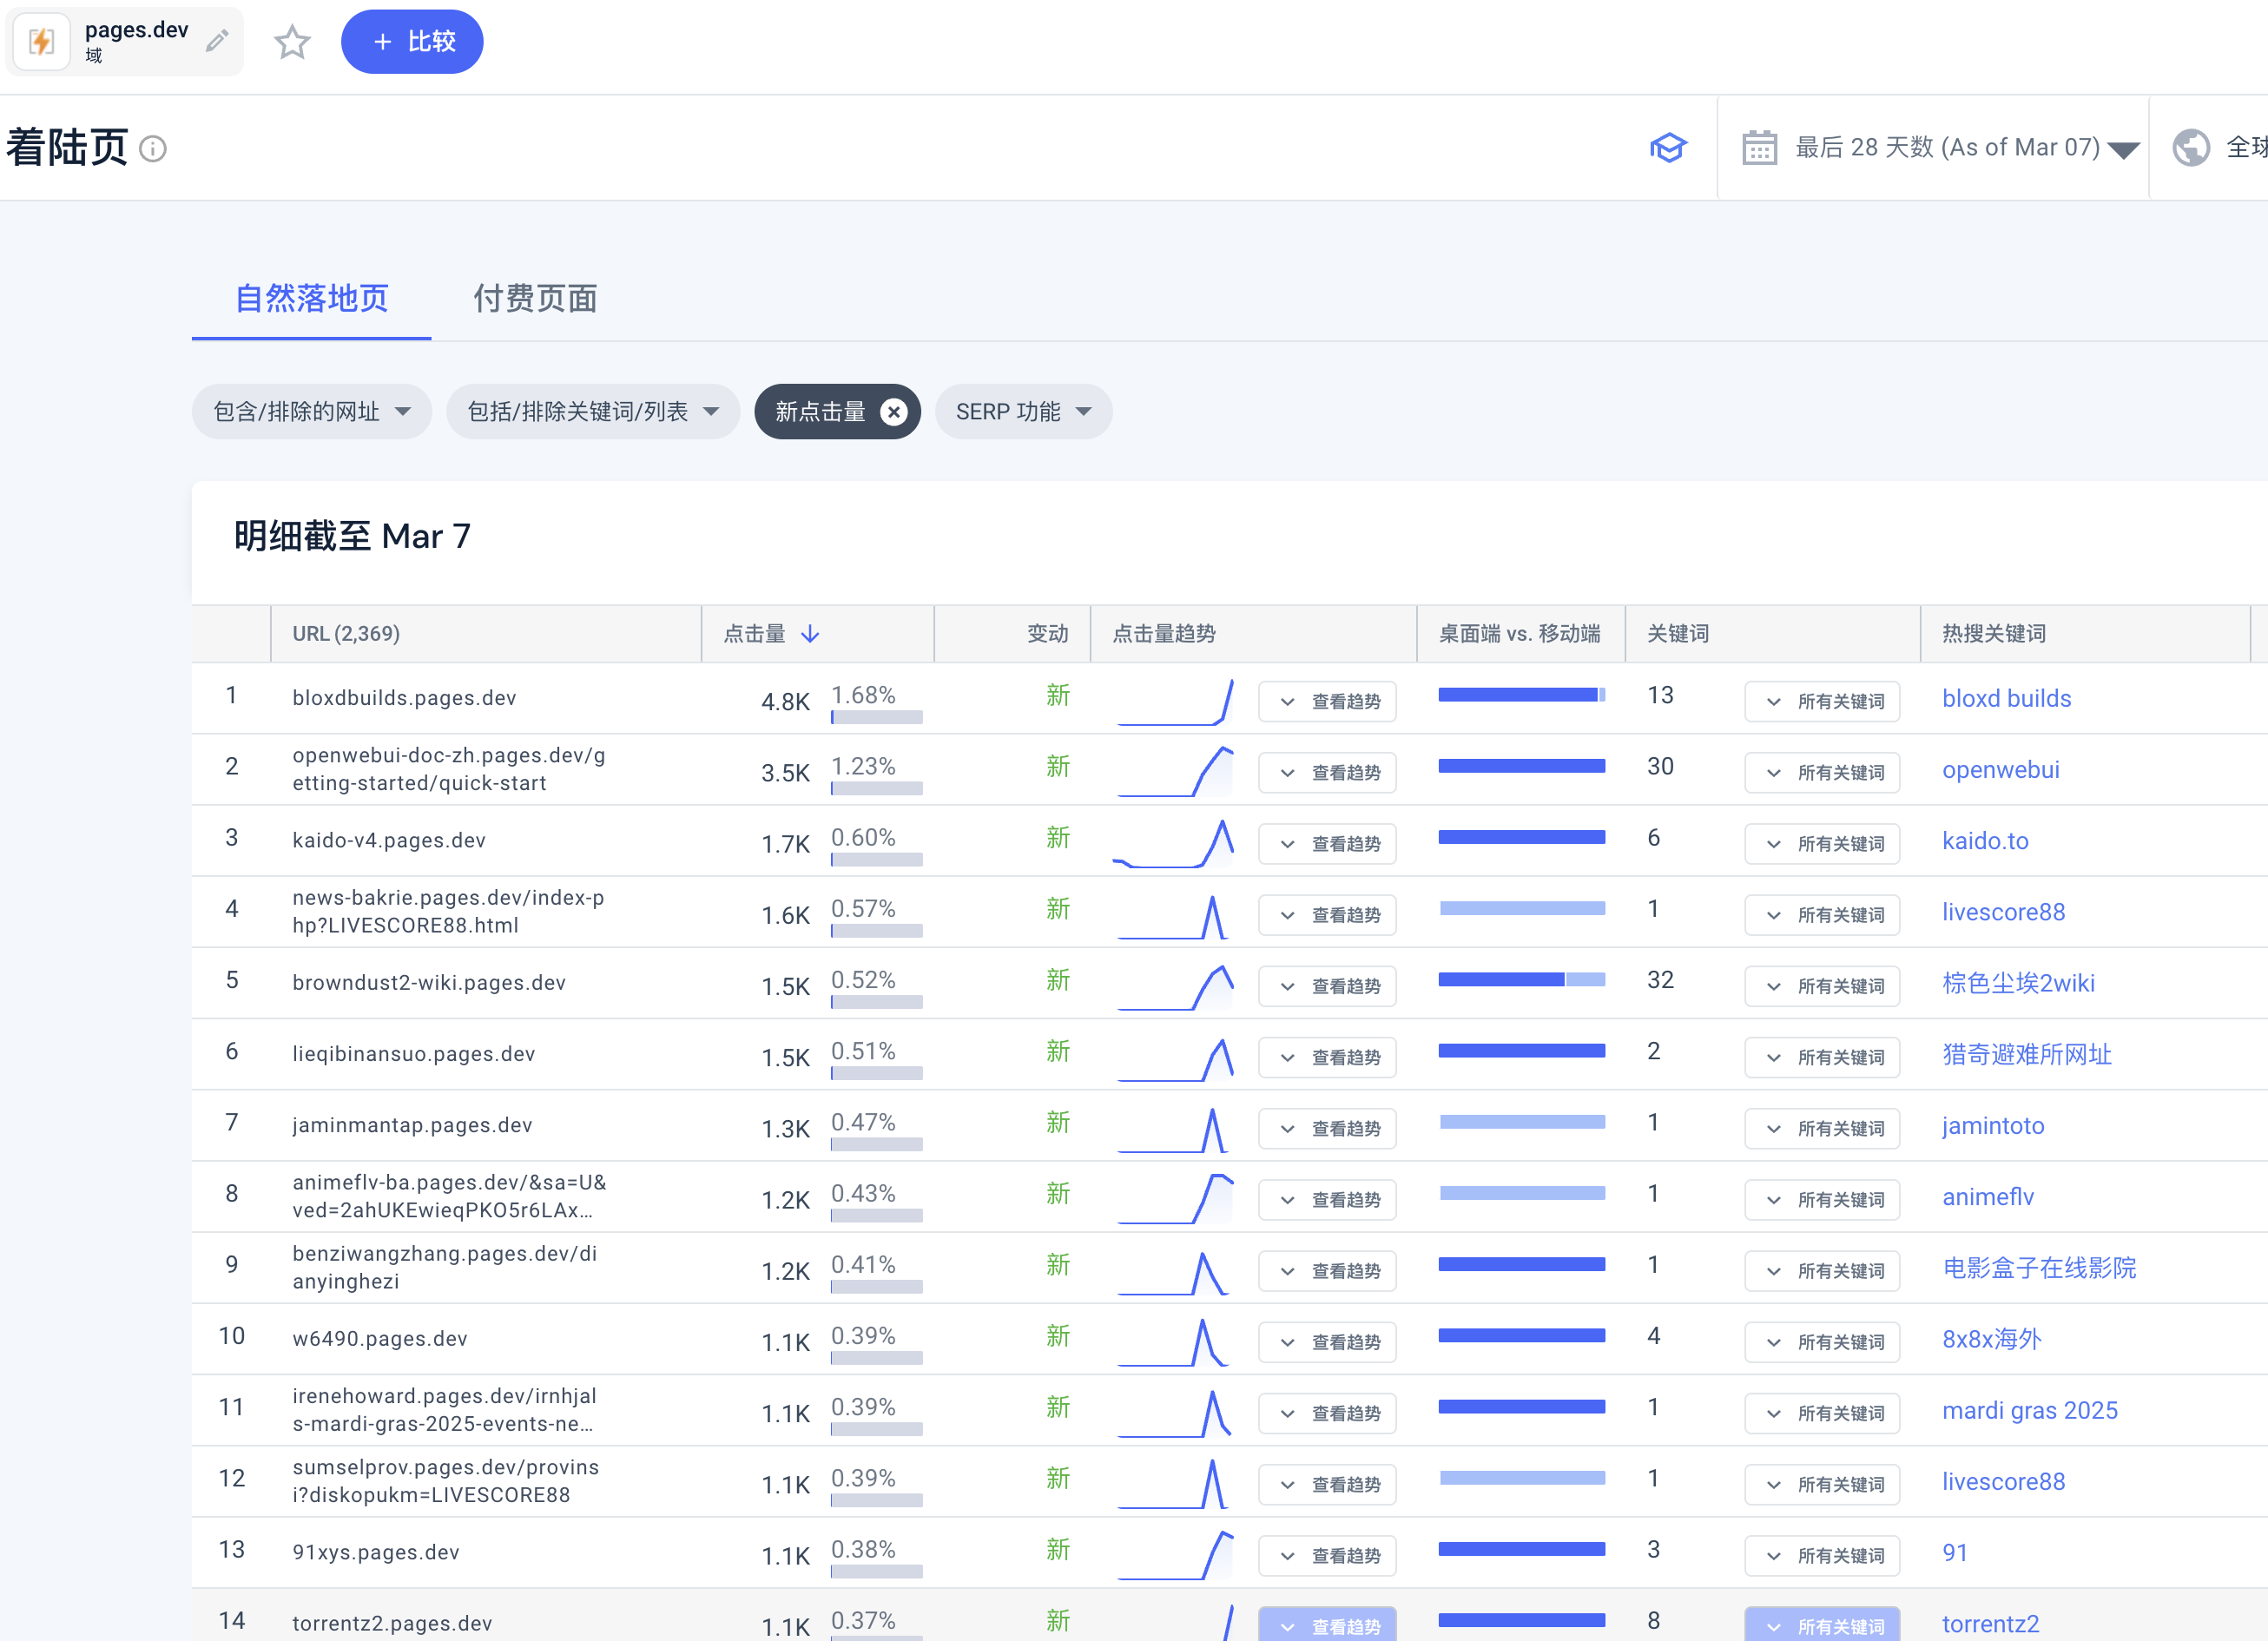 pages.dev
域
+ 比较
着陆页
最后 28 天数 (As of Mar 07)
全球
自然落地页 付费页面
包含/排除的网址 包括/排除关键词/列表 新点击量 SERP 功能
明细截至 Mar 7
URL (2,369) 点击量 变动 点击量趋势 桌面端 vs. 移动端 关键词 热搜关键词
1 bloxdbuilds.pages.dev 4.8K 1.68% 新 查看趋势 13 所有关键词 bloxd builds
2 openwebui-doc-zh.pages.dev/g
etting-started/quick-start 3.5K 1.23% 新 查看趋势 30 所有关键词 openwebui
3 kaido-v4.pages.dev 1.7K 0.60% 新 查看趋势 6 所有关键词 kaido.to
4 news-bakrie.pages.dev/index-p
hp?LIVESCORE88.html 1.6K 0.57% 新 查看趋势 1 所有关键词 livescore88
5 browndust2-wiki.pages.dev 1.5K 0.52% 新 查看趋势 32 所有关键词 棕色尘埃2wiki
6 lieqibinansuo.pages.dev 1.5K 0.51% 新 查看趋势 2 所有关键词 猎奇避难所网址
7 jaminmantap.pages.dev 1.3K 0.47% 新 查看趋势 1 所有关键词 jamintoto
8 animeflv-ba.pages.dev/&sa=U&
ved=2ahUKEwieqPKO5r6LAx... 1.2K 0.43% 新 查看趋势 1 所有关键词 animeflv
9 benziwangzhang.pages.dev/di
anyinghezi 1.2K 0.41% 新 查看趋势 1 所有关键词 电影盒子在线影院
10 w6490.pages.dev 1.1K 0.39% 新 查看趋势 4 所有关键词 8x8x海外
11 irenehoward.pages.dev/irnhjal
s-mardi-gras-2025-events-ne... 1.1K 0.39% 新 查看趋势 1 所有关键词 mardi gras 2025
12 sumselprov.pages.dev/provins
i?diskopukm=LIVESCORE88 1.1K 0.39% 新 查看趋势 1 所有关键词 livescore88
13 91xys.pages.dev 1.1K 0.38% 新 查看趋势 3 所有关键词 91
14 torrentz2.pages.dev 1.1K 0.37% 新 查看趋势 8 所有关键词 torrentz2